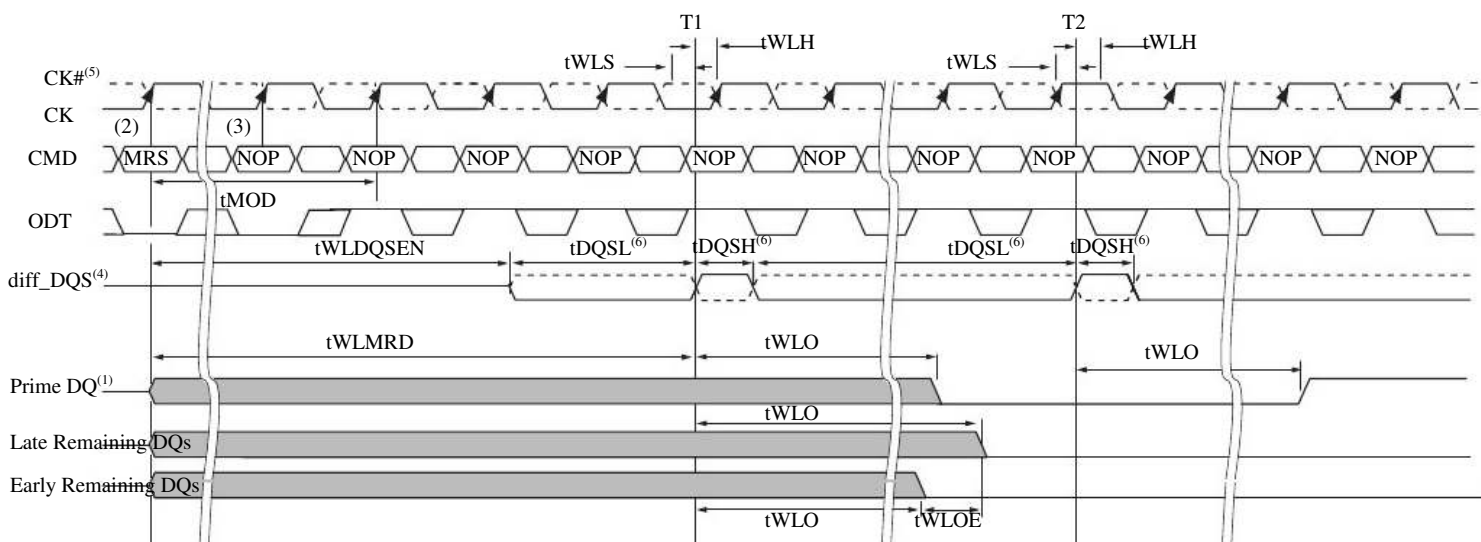 T1 T2
tWLH tWLH
tWLS tWLS
CK#(5)
CK
(2) (3)
CMD MRS NOP NOP NOP NOP NOP NOP NOP NOP NOP NOP NOP
tMOD
ODT
tWLDQSEN tDQSL(6) tDQSH(6) tDQSL(6) tDQSH(6)
diff_DQS(4)
tWLMRD tWLO tWLO
Prime DQ(1)
tWLO
Late Remaining DQs
Early Remaining DQs
tWLO tWLOE